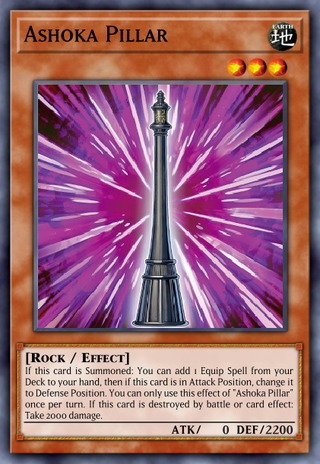 Ashoka Pillar
EARTH
地
[Rock / Effect]
If this card is Summoned: You can add 1 Equip Spell from your
Deck to your hand, then if this card is in Attack Position, change it
to Defense Position. You can only use this effect of "Ashoka Pillar"
once per turn. If this card is destroyed by battle or card effect:
Take 2000 damage.
ATK/ 0 DEF/2200